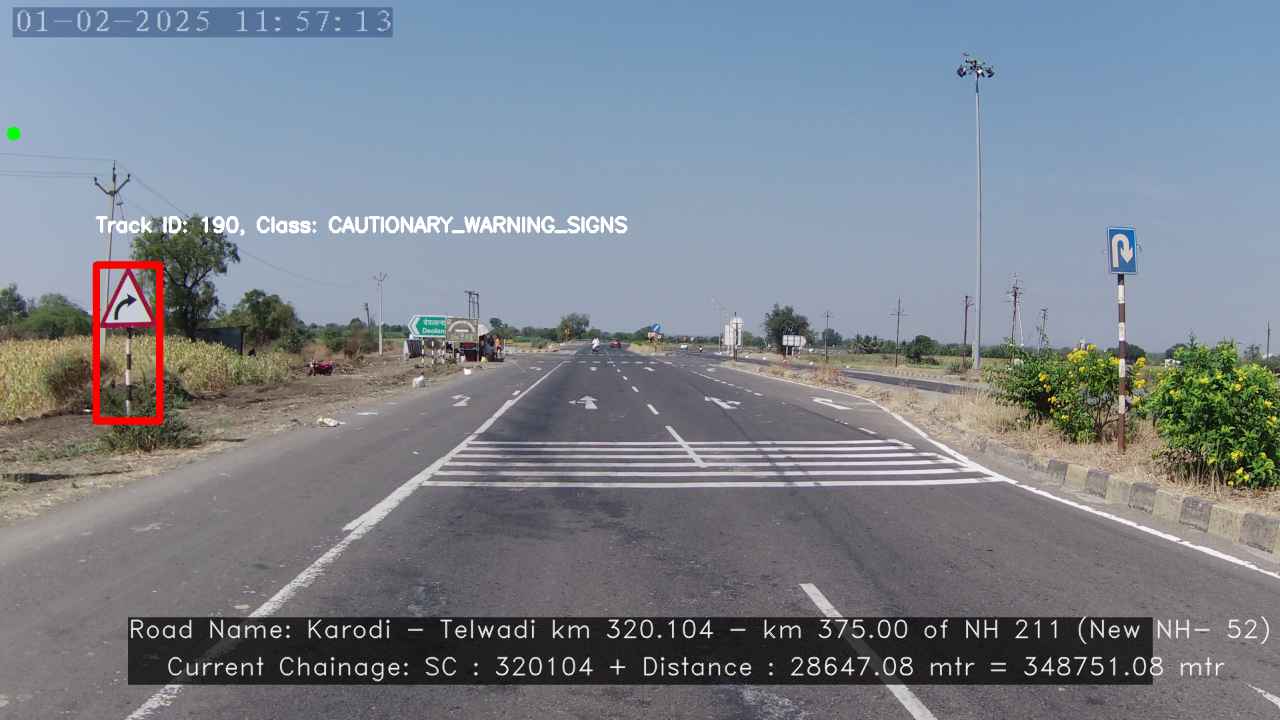 01-02-2025 11:57:13
Track ID: 190, Class: CAUTIONARY_WARNING_SIGNS
Road Name: Karodi - Telwadi km 320.104 - km 375.00 of NH 211 (New NH- 52)
Current Chainage: SC : 320104 + Distance : 28647.08 mtr = 348751.08 mtr